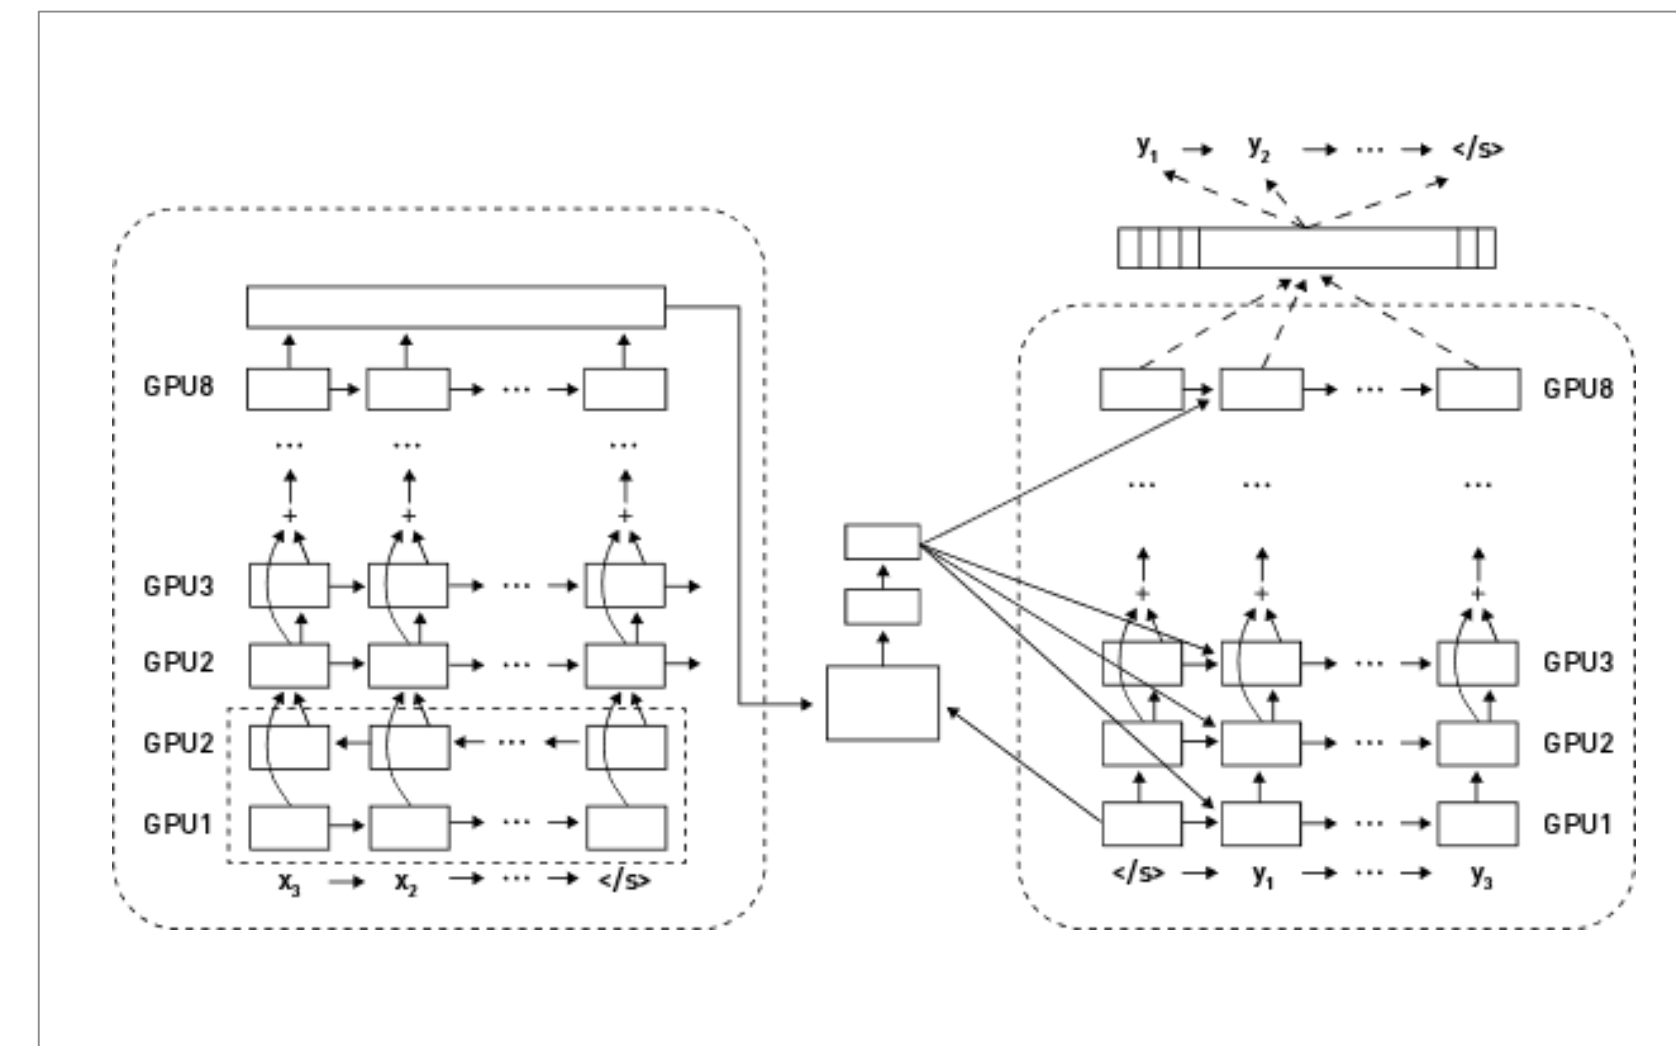 y₁ → y₂ → ··· → </s>
GPU8
···
+ + +
GPU3 → ··· →
GPU2 → ··· →
GPU2 ← ··· ←
GPU1 → ··· →
x₃ → x₂ → ··· → </s>
→ ··· → GPU8
··· ··· ···
+ + +
→ ··· → GPU3
→ ··· → GPU2
→ ··· → GPU1
</s> → y₁ → ··· → y₃